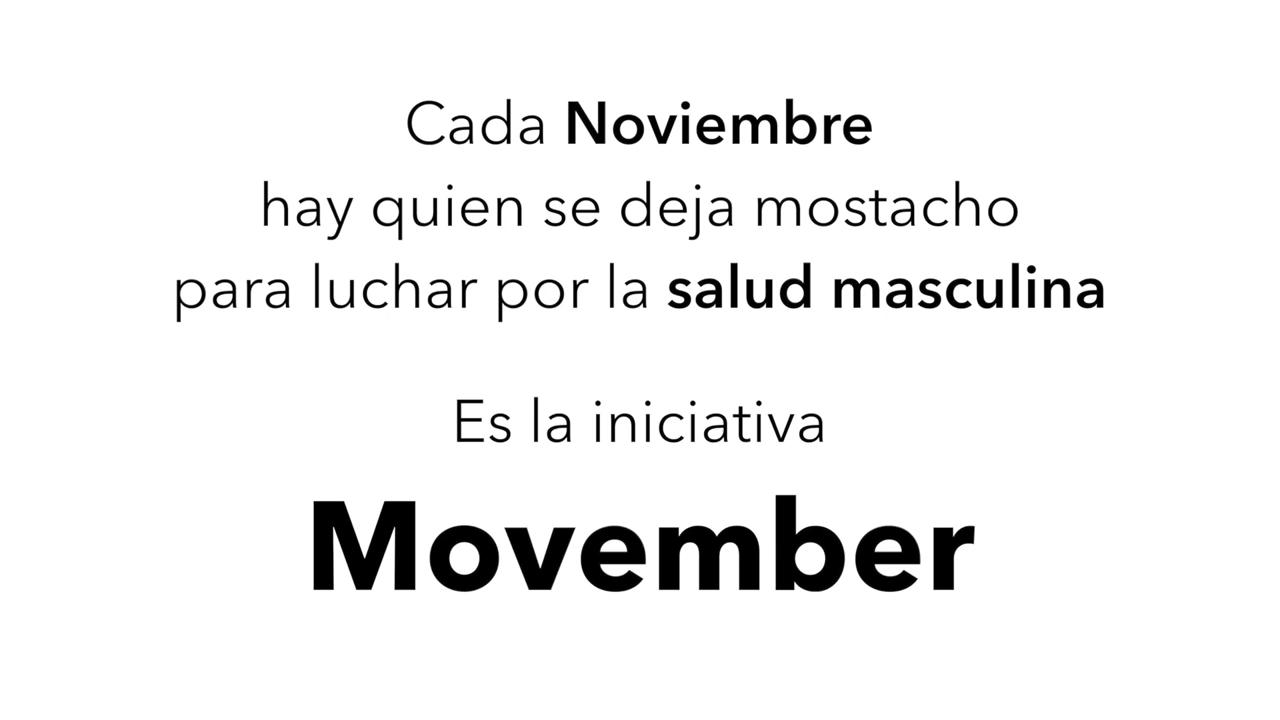 Cada Noviembre
hay quien se deja mostacho
para luchar por la salud masculina
Es la iniciativa
Movember